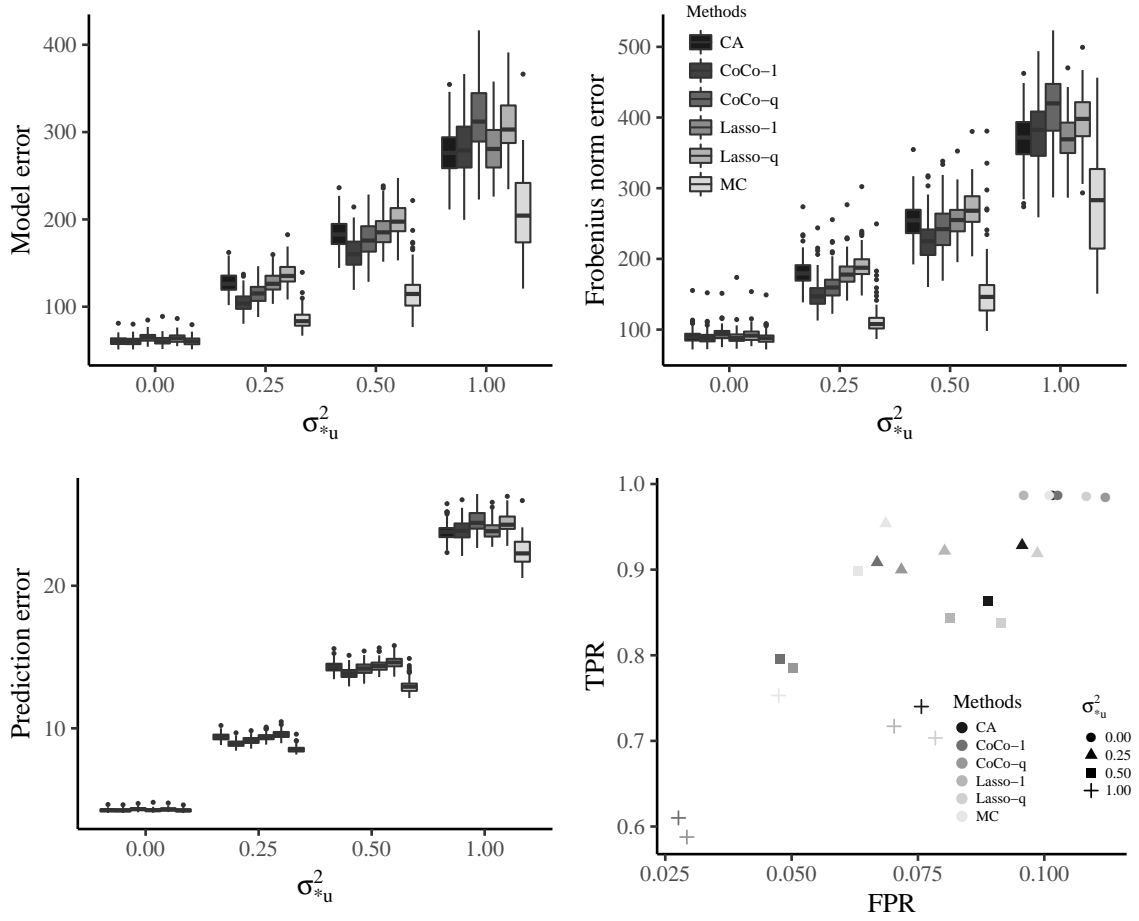 Model error
400
300
200
100
0.00 0.25 0.50 1.00
σ²*u
Frobenius norm error
500
400
300
200
100
Methods
CA
CoCo−1
CoCo−q
Lasso−1
Lasso−q
MC
0.00 0.25 0.50 1.00
σ²*u
Prediction error
20
10
0.00 0.25 0.50 1.00
σ²*u
TPR
1.0
0.9
0.8
0.7
0.6
Methods
CA
CoCo−1
CoCo−q
Lasso−1
Lasso−q
MC
σ²*u
0.00
0.25
0.50
1.00
0.025 0.050 0.075 0.100
FPR